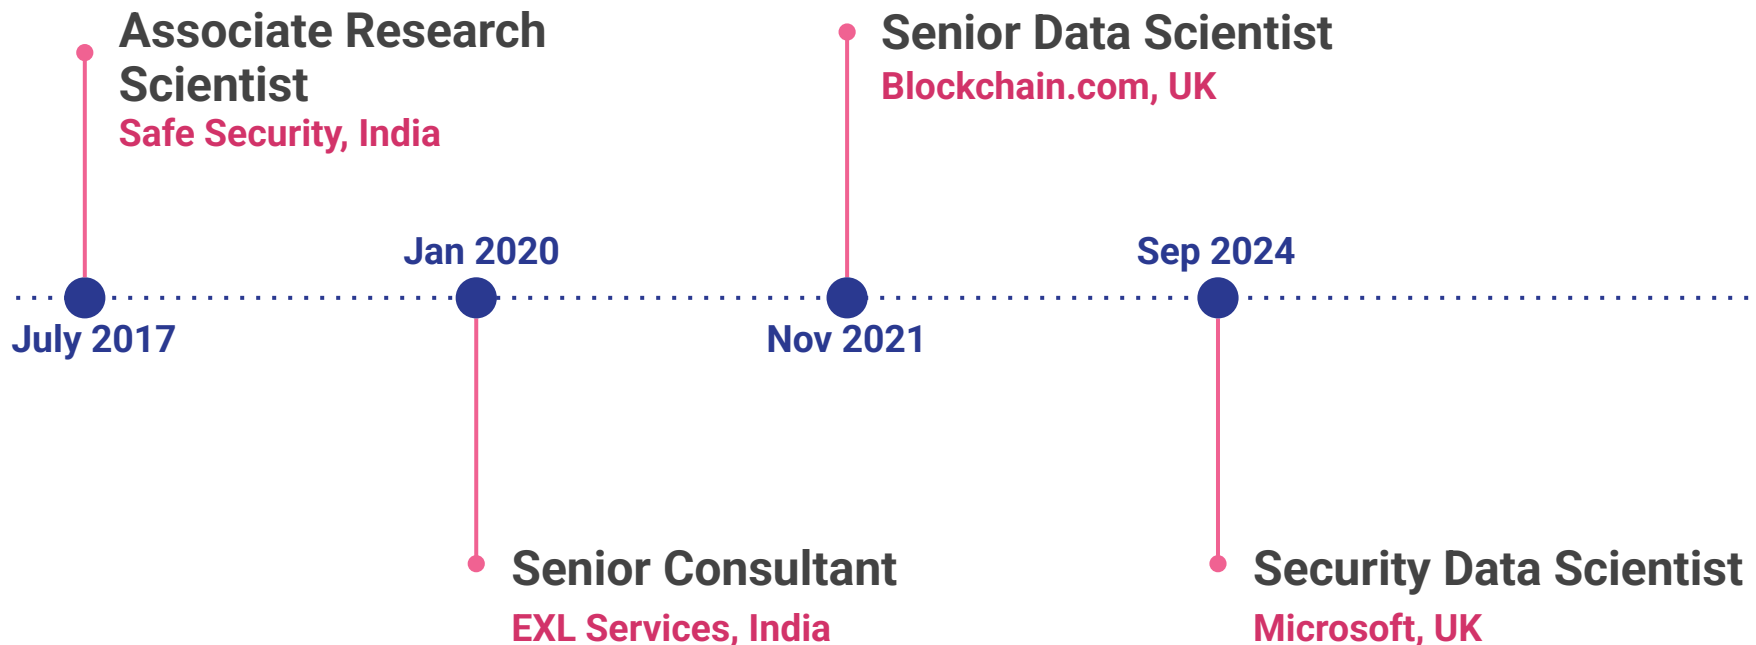 Associate Research
Scientist
Safe Security, India
Senior Data Scientist
Blockchain.com, UK
Jan 2020
Sep 2024
July 2017
Nov 2021
Senior Consultant
EXL Services, India
Security Data Scientist
Microsoft, UK